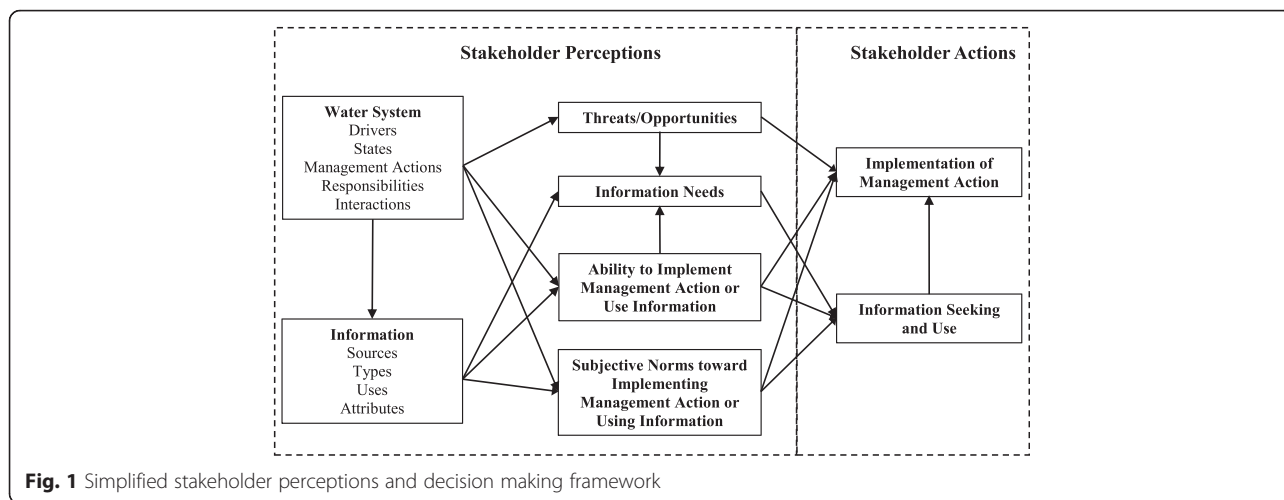 Stakeholder Perceptions
Stakeholder Actions
Water System
Drivers
States
Management Actions
Responsibilities
Interactions
Information
Sources
Types
Uses
Attributes
Threats/Opportunities
Information Needs
Ability to Implement
Management Action or
Use Information
Subjective Norms toward
Implementing
Management Action or
Using Information
Implementation of
Management Action
Information Seeking
and Use
Fig. 1 Simplified stakeholder perceptions and decision making framework